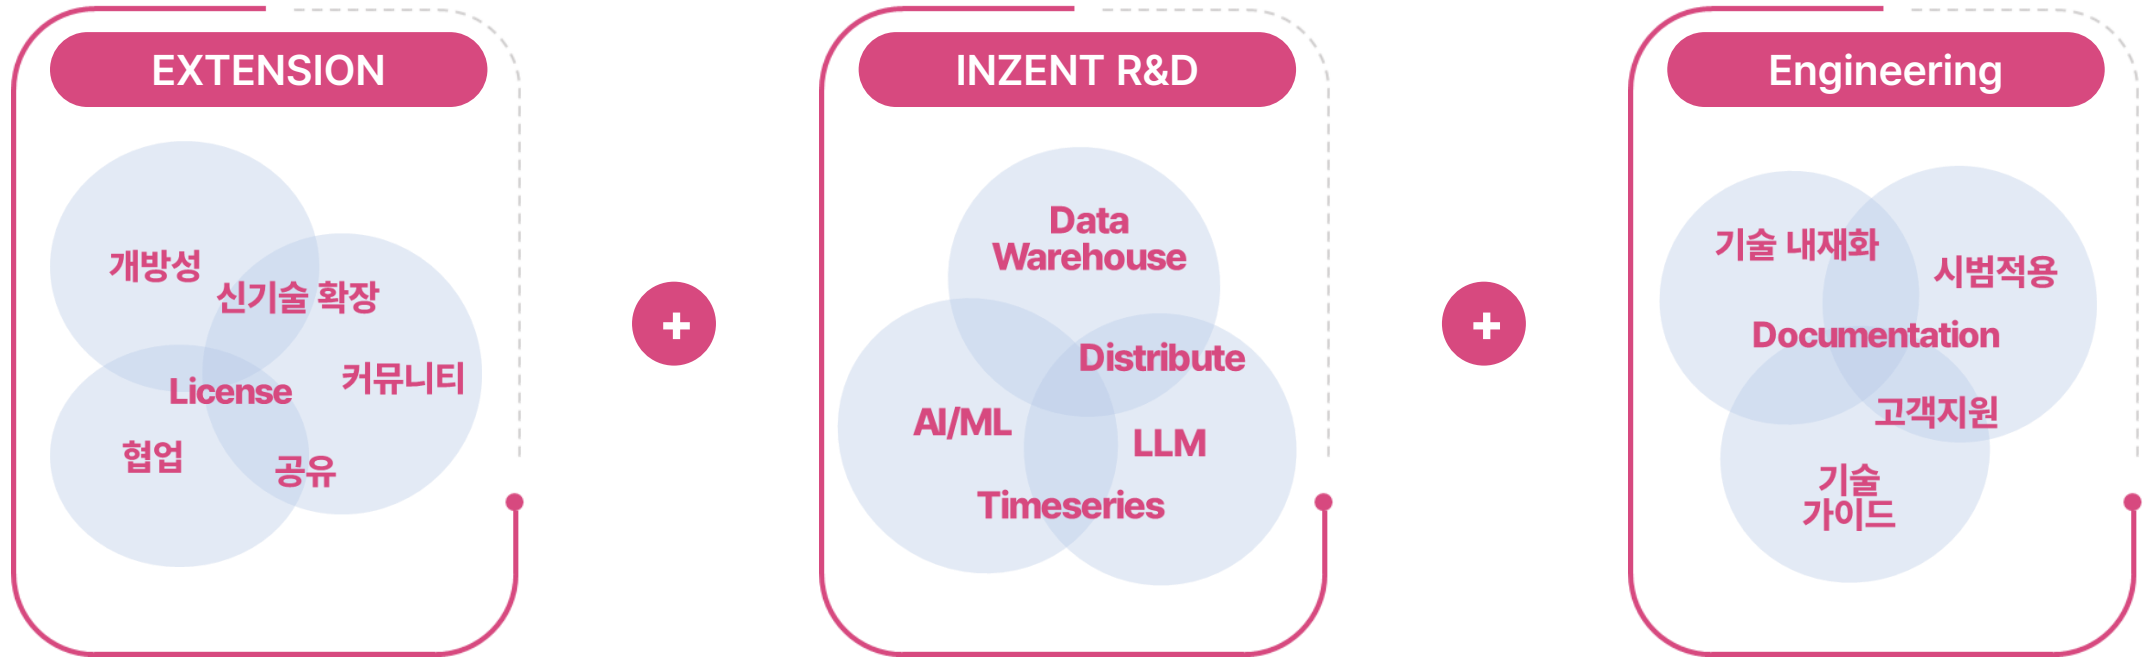 EXTENSION
개방성
신기술 확장
커뮤니티
License
협업
공유
+
INZENT R&D
Data
Warehouse
Distribute
AI/ML
LLM
Timeseries
+
Engineering
기술 내재화
시범적용
Documentation
고객지원
기술
가이드